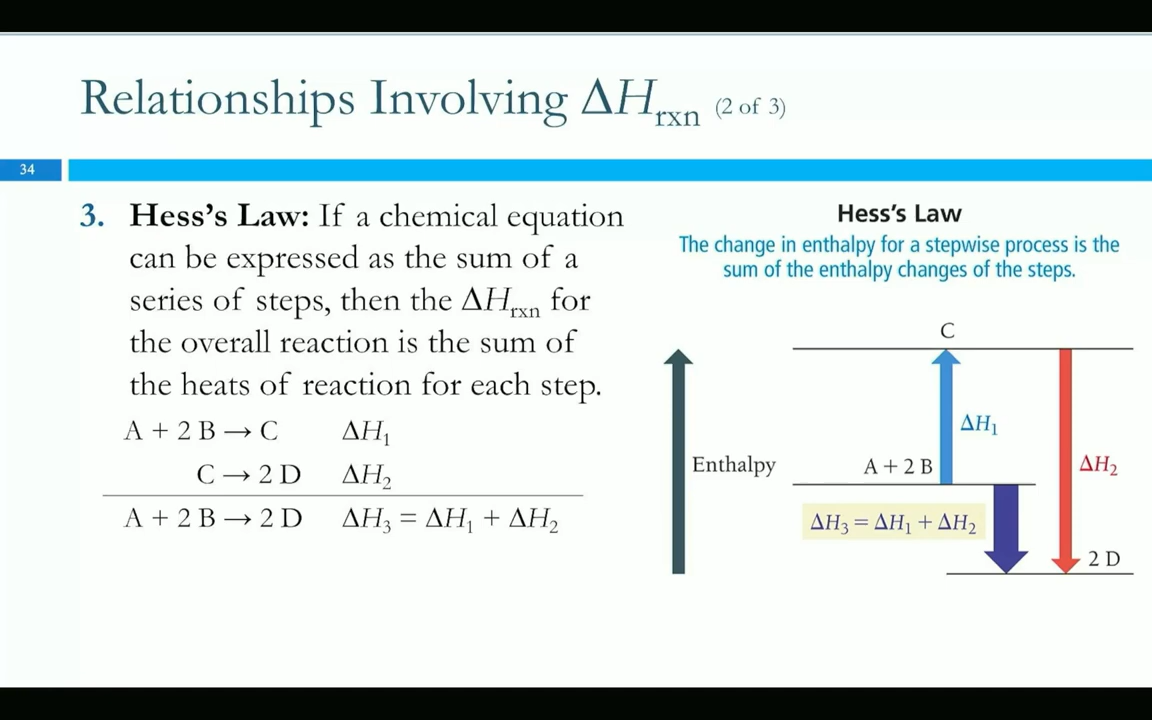 Relationships Involving ΔHrxn (2 of 3)
34
3. Hess's Law: If a chemical equation
can be expressed as the sum of a
series of steps, then the ΔHrxn for
the overall reaction is the sum of
the heats of reaction for each step.
A + 2 B → C ΔH1
C → 2 D ΔH2
A + 2 B → 2 D ΔH3 = ΔH1 + ΔH2
Hess's Law
The change in enthalpy for a stepwise process is the
sum of the enthalpy changes of the steps.
C
ΔH1
Enthalpy
A + 2 B
ΔH2
ΔH3 = ΔH1 + ΔH2
2 D